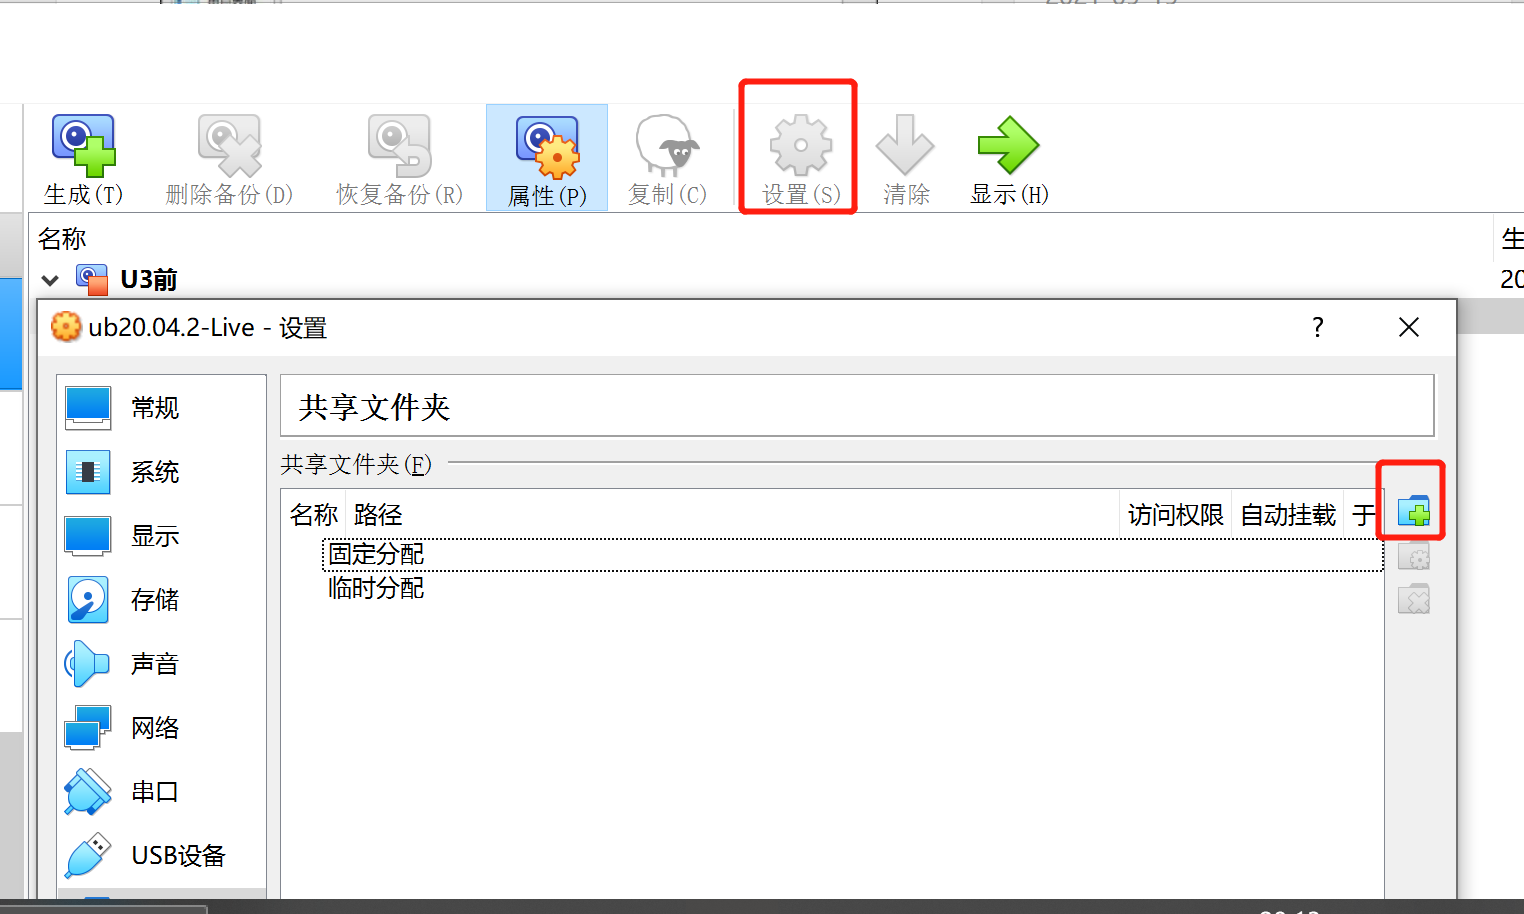 生成(T) 删除备份(D) 恢复备份(R) 属性(P) 复制(C) 设置(S) 清除 显示(H)
名称 生
U3前 20
ub20.04.2-Live - 设置 ?
常规
系统
显示
存储
声音
网络
串口
USB设备
共享文件夹
共享文件夹(F)
名称 路径 访问权限 自动挂载 于
固定分配
临时分配